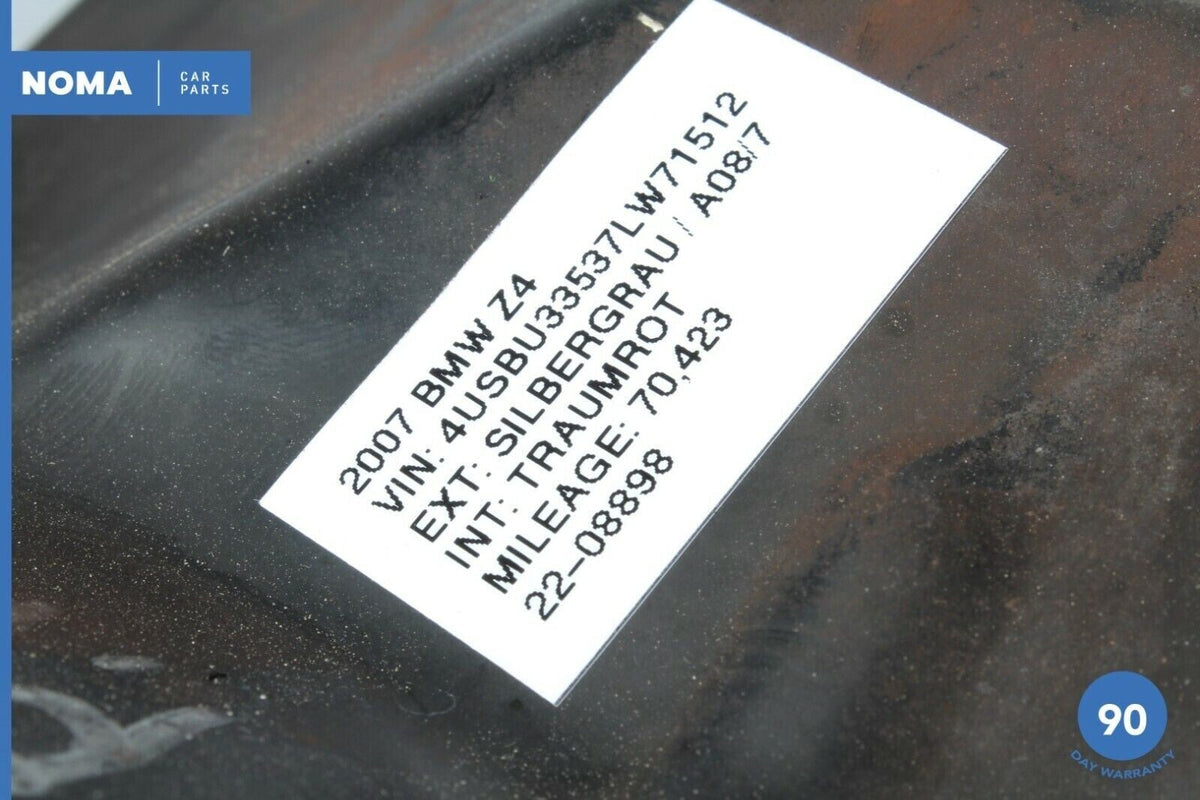 NOMA
CAR
PARTS
2007 BMW Z4
VIN: 4USBU33537LW71512
EXT: SILBERGRAU / A08/7
INT: TRAUMROT
MILEAGE: 70,423
22-08898
90
DAY WARRANTY